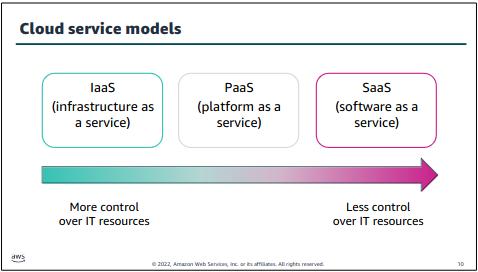 Cloud service models
IaaS
(infrastructure as
a service)
PaaS
(platform as a
service)
SaaS
(software as a
service)
More control
over IT resources
Less control
over IT resources
aws
© 2022, Amazon Web Services, Inc. or its affiliates. All rights reserved.
10